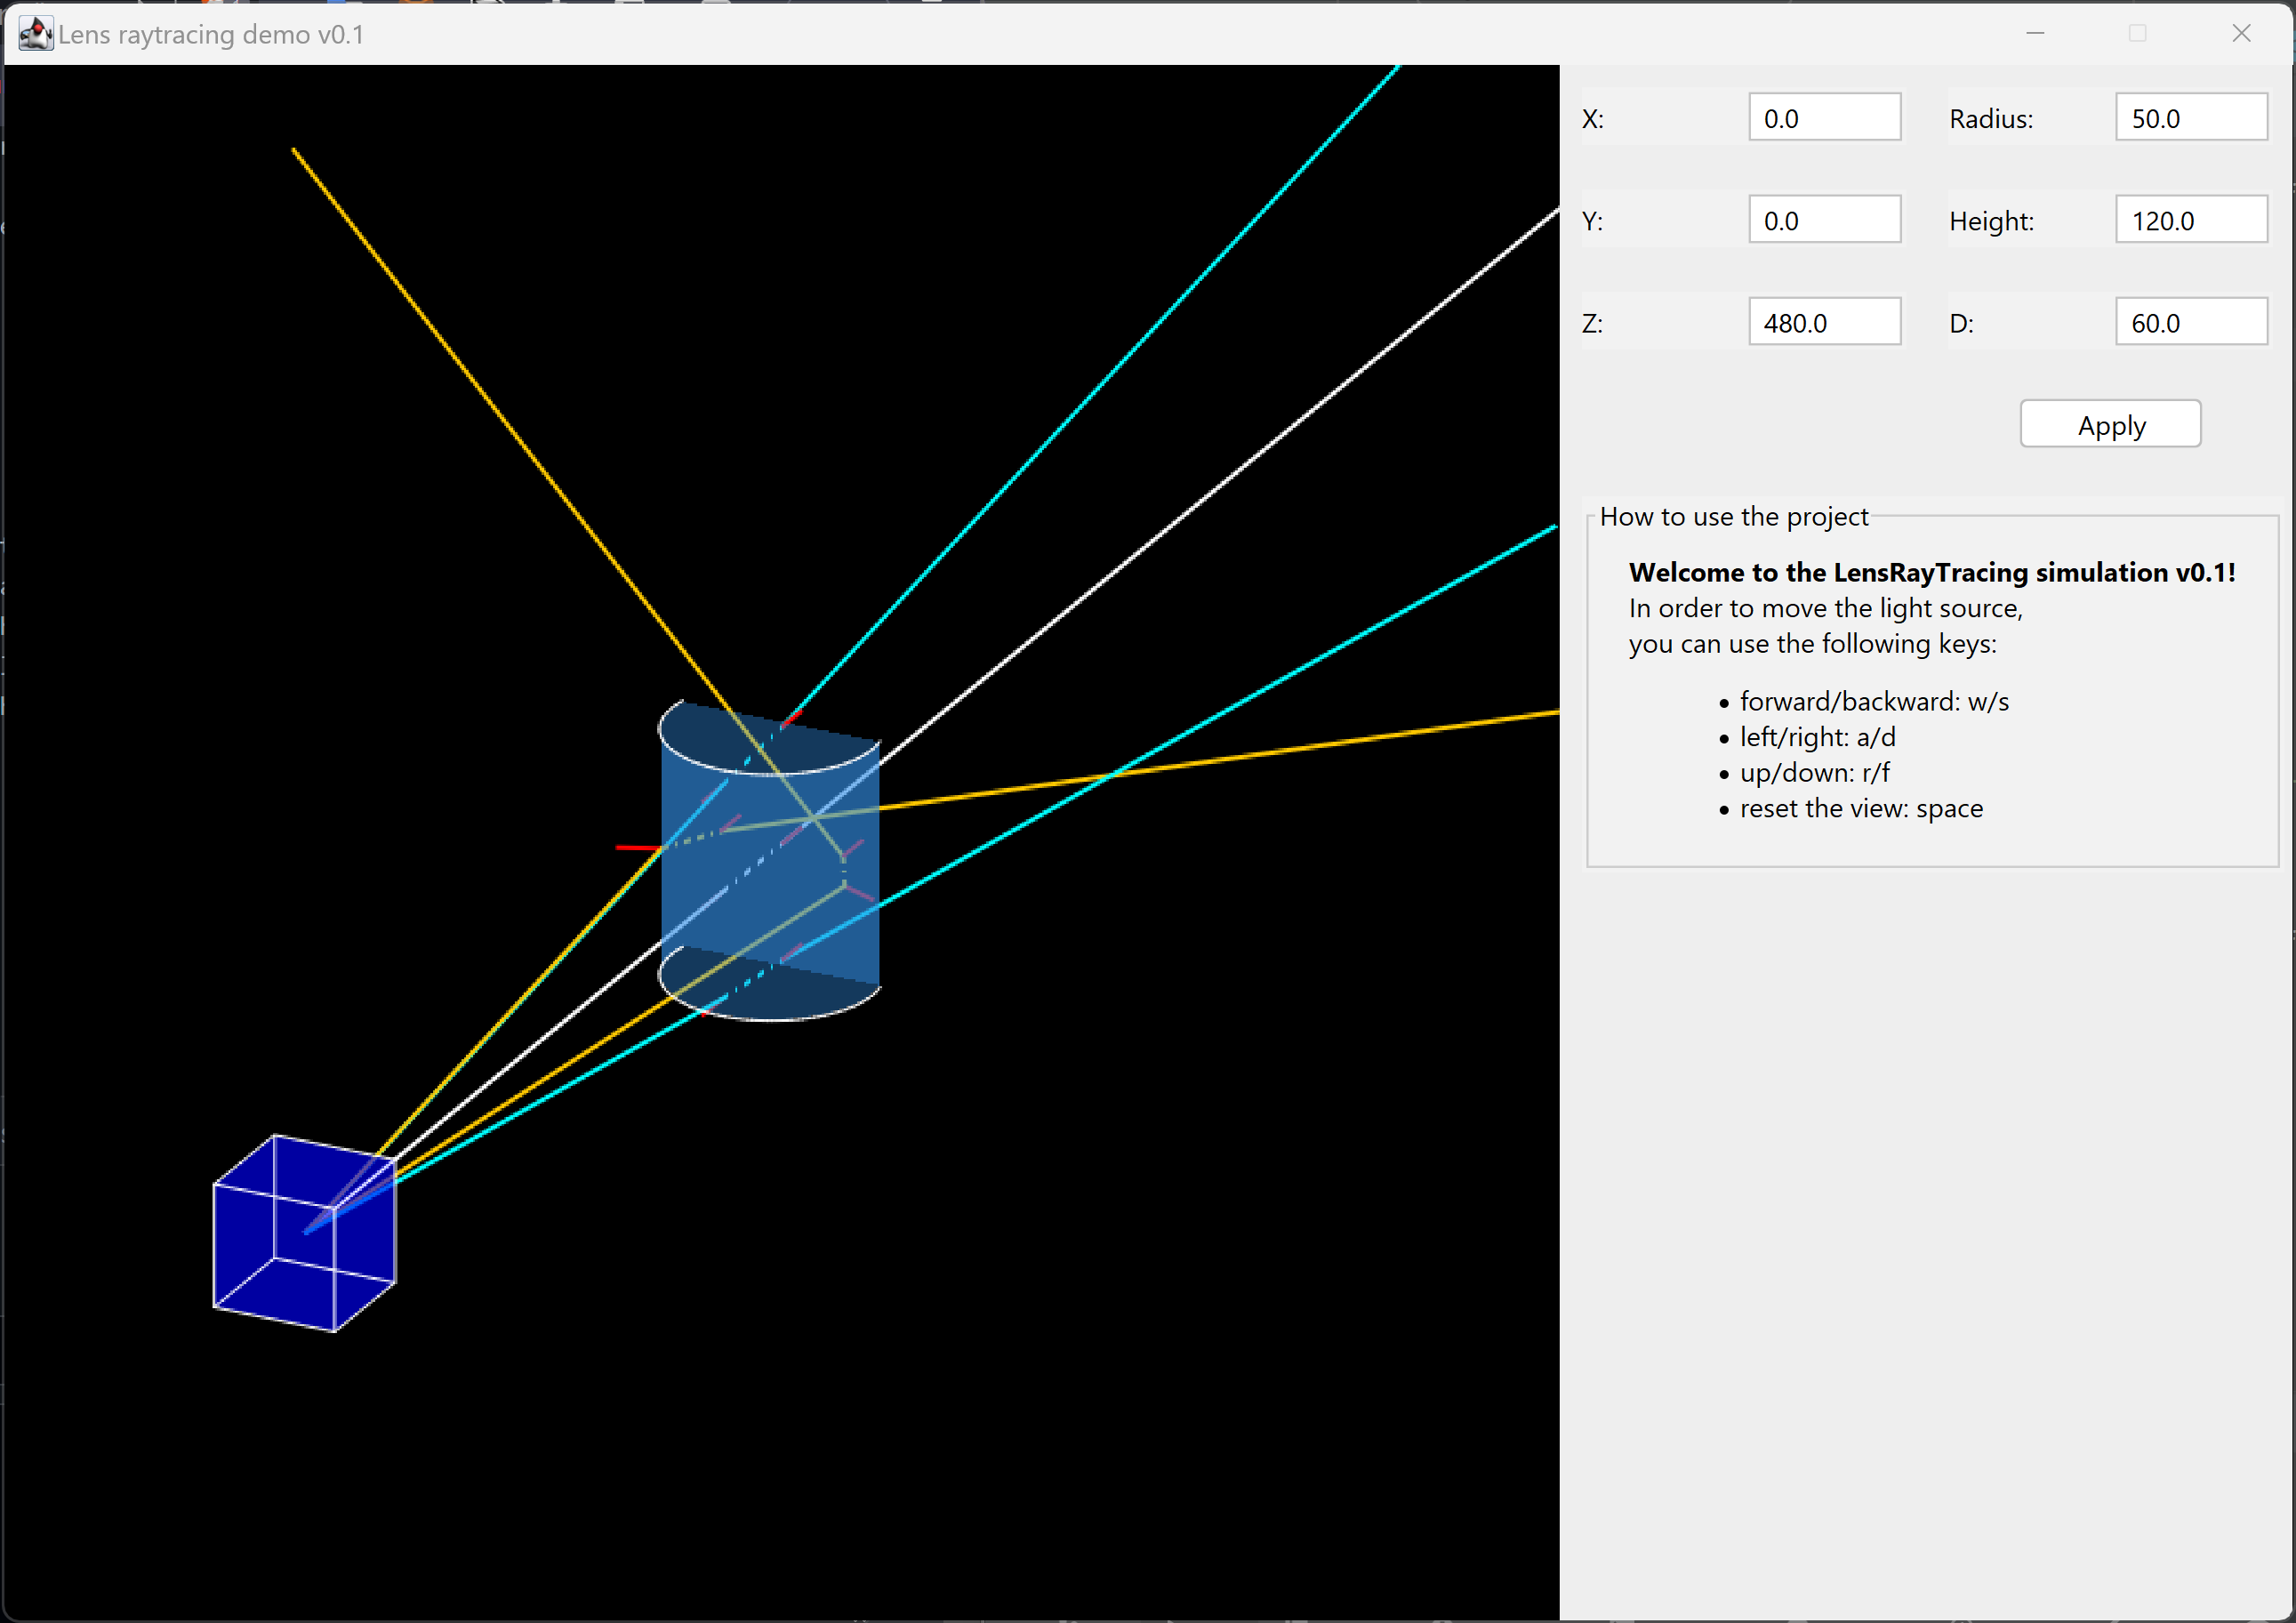 Lens raytracing demo v0.1
X: 0.0 Radius: 50.0
Y: 0.0 Height: 120.0
Z: 480.0 D: 60.0
Apply
How to use the project
Welcome to the LensRayTracing simulation v0.1!
In order to move the light source,
you can use the following keys:
• forward/backward: w/s
• left/right: a/d
• up/down: r/f
• reset the view: space